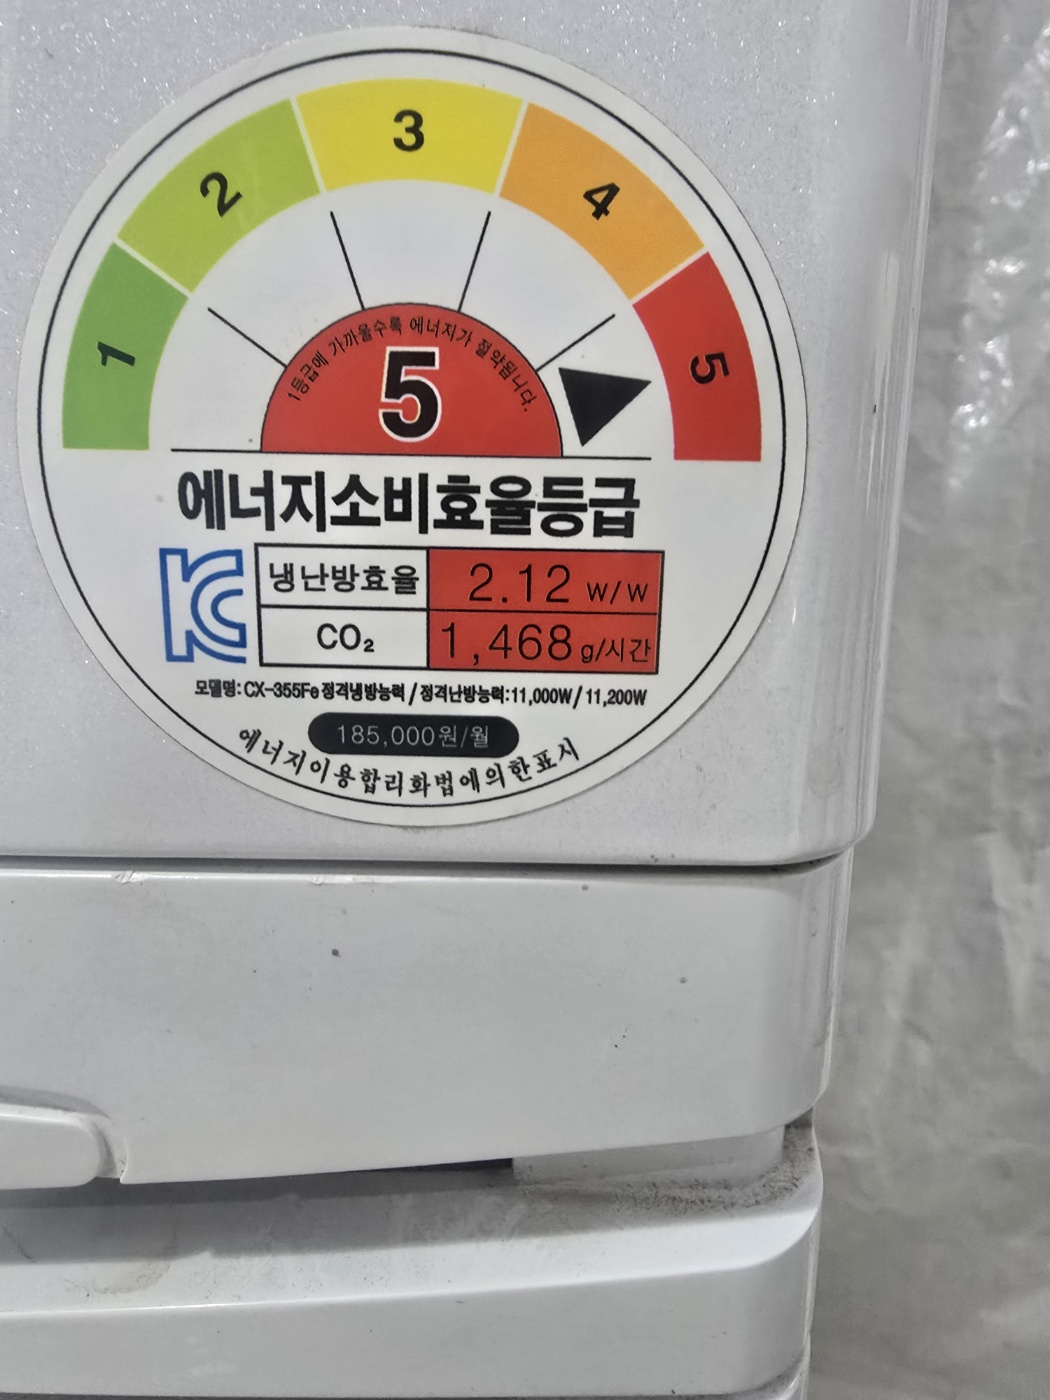 1
2
3
4
5
1등급에 가까울수록 에너지가 절약됩니다.
5
에너지소비효율등급
냉난방효율 2.12 W/W
CO₂ 1,468 g/시간
모델명: CX-355Fe 정격냉방능력 / 정격난방능력: 11,000W / 11,200W
185,000원/월
에너지이용합리화법에의한표시